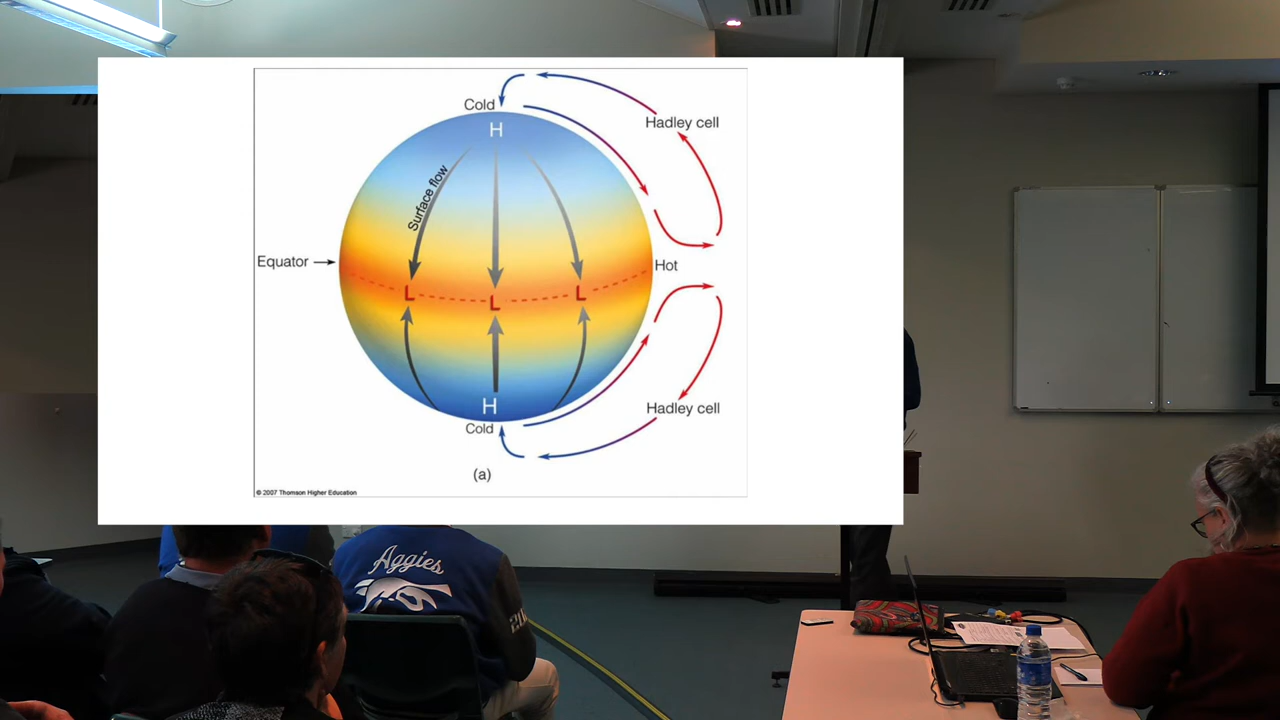 Cold
H
Hadley cell
Surface flow
Equator
Hot
L
L
L
H
Hadley cell
Cold
(a)
© 2007 Thomson Higher Education
Aggies